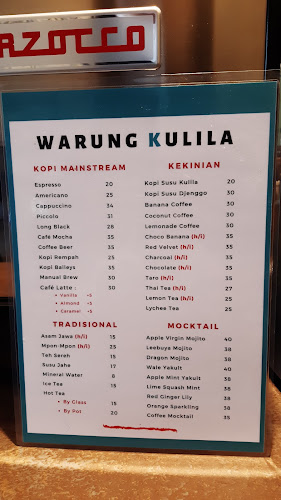 RZOCCO
WARUNG KULILA
KOPI MAINSTREAM
Espresso 20
Americano 25
Cappuccino 34
Piccolo 31
Long Black 28
Café Mocha 35
Coffee Beer 35
Kopi Rempah 25
Kopi Baileys 35
Manual Brew 30
Café Latte : 30
• Vanilla +5
• Almond +5
• Caramel +5
TRADISIONAL
Asem Jawa (h/i) 15
Mpon-Mpon (h/i) 15
Teh Sereh 15
Susu Jahe 17
Mineral Water 8
Ice Tea 15
Hot Tea
• By Glass 15
• By Pot 20
KEKINIAN
Kopi Susu Kulila 20
Kopi Susu Djenggo 30
Banana Coffee 30
Coconut Coffee 30
Lemonade Coffee 30
Choco Banana (h/i) 35
Red Velvet (h/i) 35
Charcoal (h/i) 35
Chocolate (h/i) 35
Taro (h/i) 35
Thai Tea (h/i) 27
Lemon Tea (h/i) 25
Lychee Tea 25
MOCKTAIL
Apple Virgin Mojito 40
Leebuya Mojito 38
Dragon Mojito 38
Wale Yakult 40
Apple Mint Yakult 38
Lime Squash Mint 38
Red Ginger Lily 38
Orange Sparkling 38
Coffee Mocktail 35